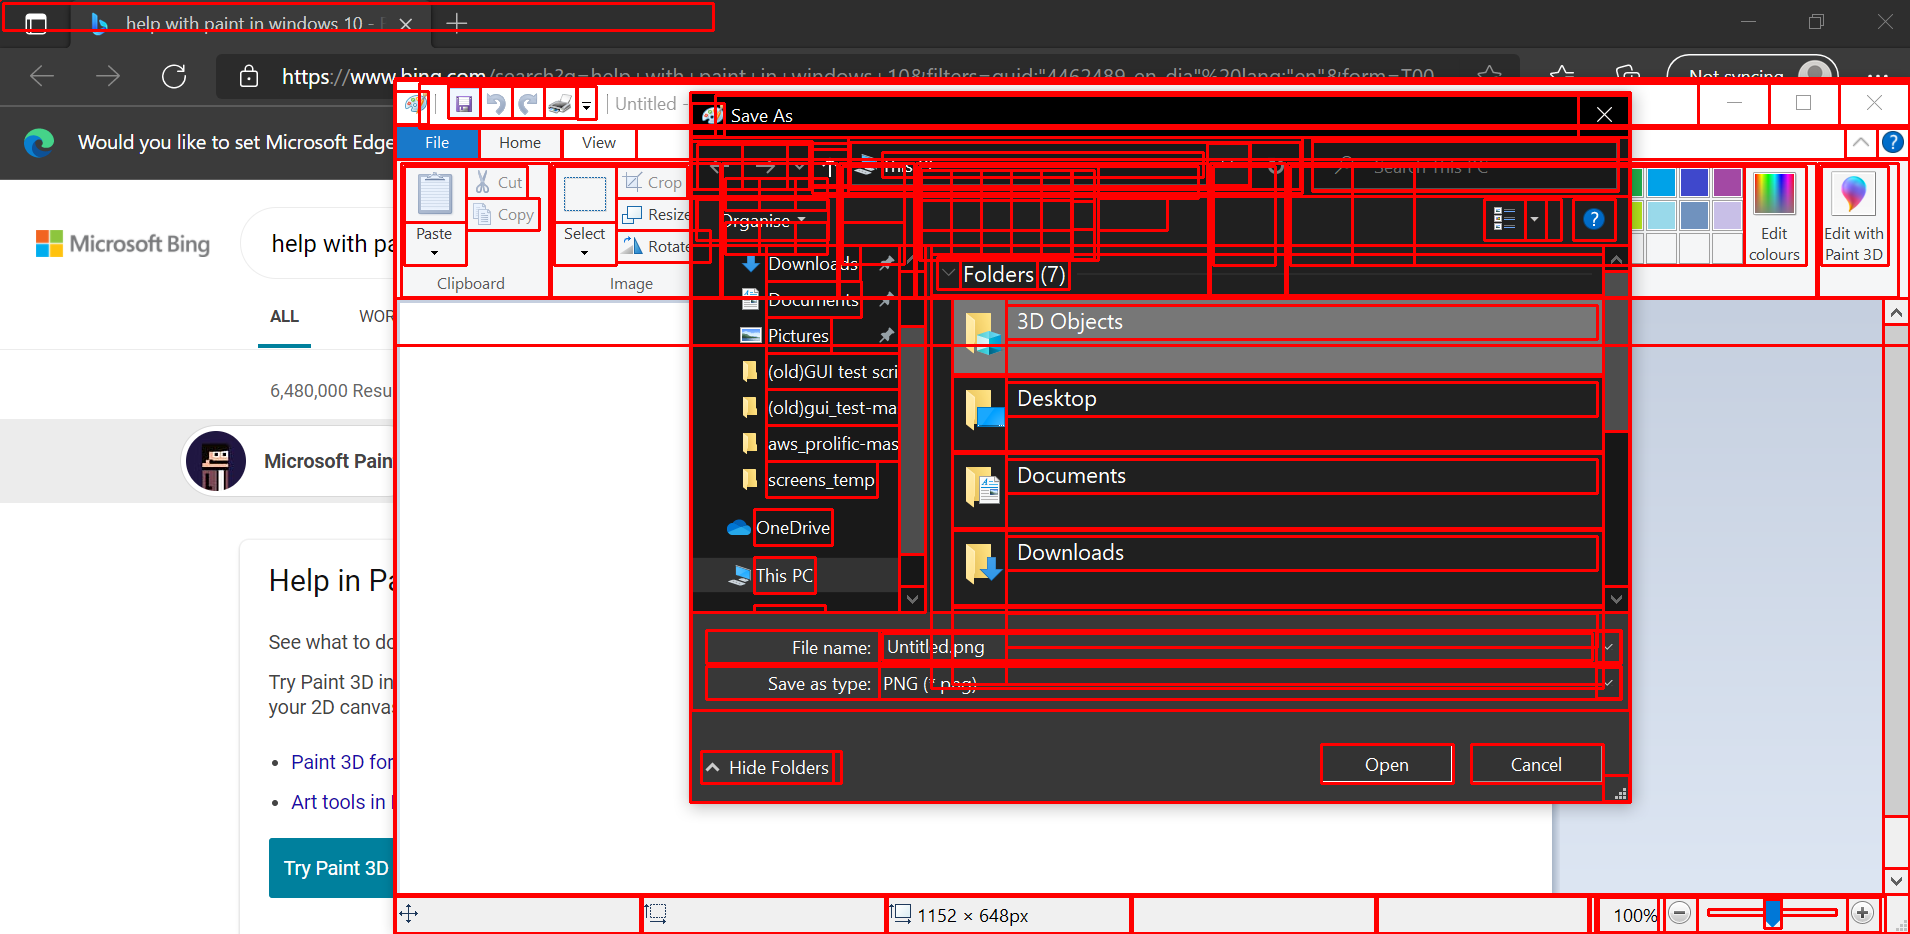 help with paint in windows 10 -
https://www.bing.com/search?q=help+with+paint+in+windows+10&filters=guid:"4462489-en-dia"%20lang:"en"&form=T00
Not syncing
Would you like to set Microsoft Edge
Microsoft Bing
help with pa
ALL
WOR
6,480,000 Resu
Microsoft Pain
Help in Pa
See what to do
Try Paint 3D in
your 2D canvas
Paint 3D for
Art tools in
Try Paint 3D
Untitled -
File
Home
View
Paste
Cut
Copy
Clipboard
Select
Crop
Resize
Rotate
Image
Edit
colours
Edit with
Paint 3D
Save As
This PC
Search This PC
Organise
Downloads
Documents
Pictures
(old)GUI test scri
(old)gui_test-ma
aws_prolific-mas
screens_temp
OneDrive
This PC
Folders (7)
3D Objects
Desktop
Documents
Downloads
File name: Untitled.png
Save as type: PNG (*.png)
Hide Folders
Open
Cancel
1152 × 648px
100%